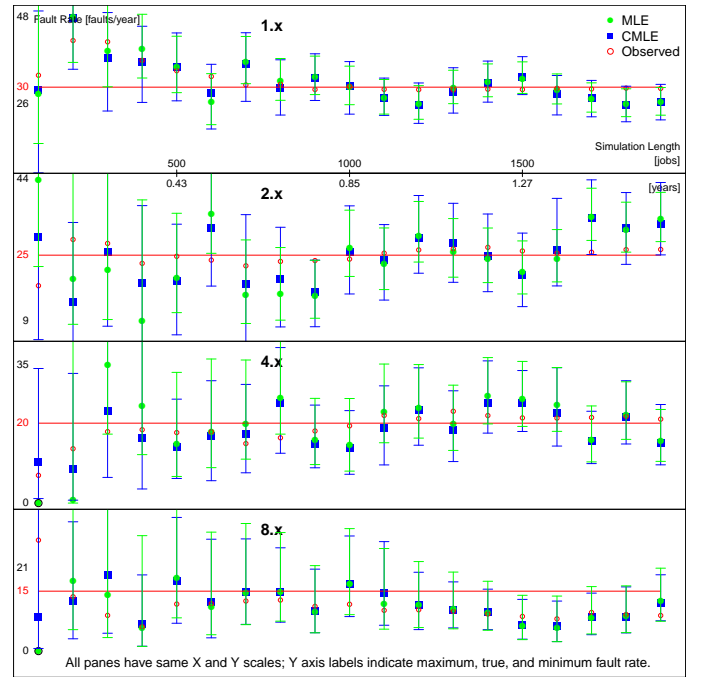 48
Fault Rate [faults/year]
1.x
MLE
CMLE
Observed
30
26
Simulation Length
500
1000
1500
[jobs]
0.43
0.85
1.27
[years]
44
2.x
25
9
4.x
35
20
0
8.x
21
15
0
All panes have same X and Y scales; Y axis labels indicate maximum, true, and minimum fault rate.